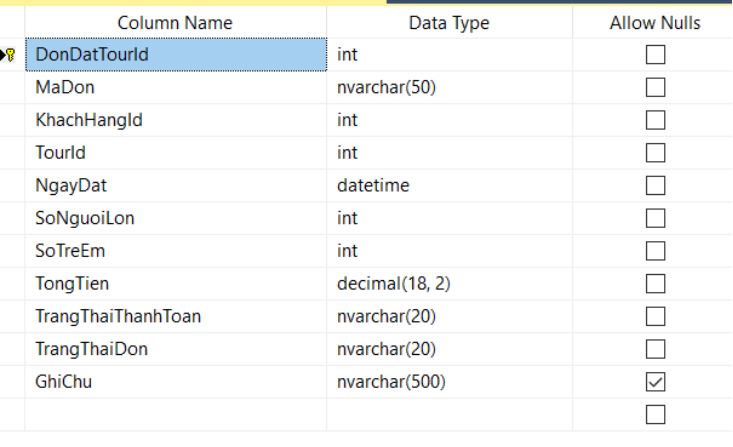 Column Name Data Type Allow Nulls
DonDatTourId int
MaDon nvarchar(50)
KhachHangId int
TourId int
NgayDat datetime
SoNguoiLon int
SoTreEm int
TongTien decimal(18, 2)
TrangThaiThanhToan nvarchar(20)
TrangThaiDon nvarchar(20)
GhiChu nvarchar(500)